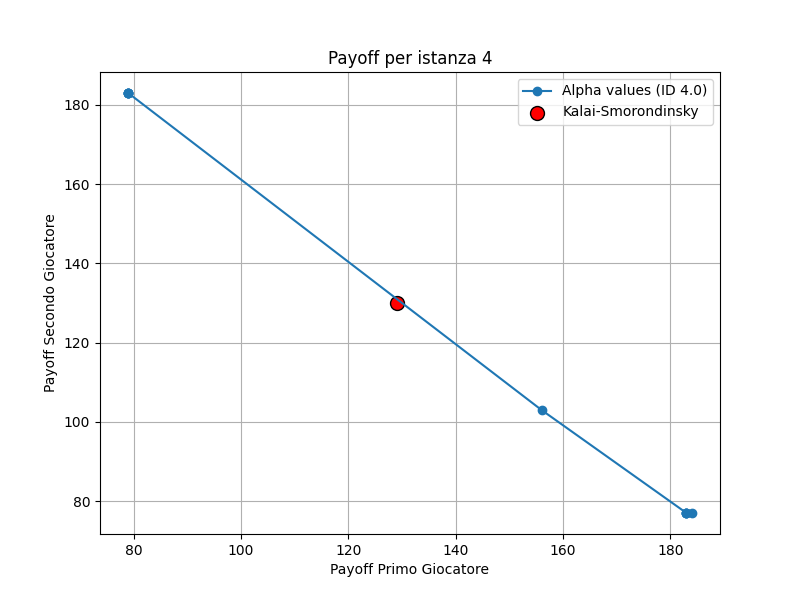 Payoff per istanza 4
Alpha values (ID 4.0)
Kalai-Smorondinsky
Payoff Secondo Giocatore
180
160
140
120
100
80
80 100 120 140 160 180
Payoff Primo Giocatore